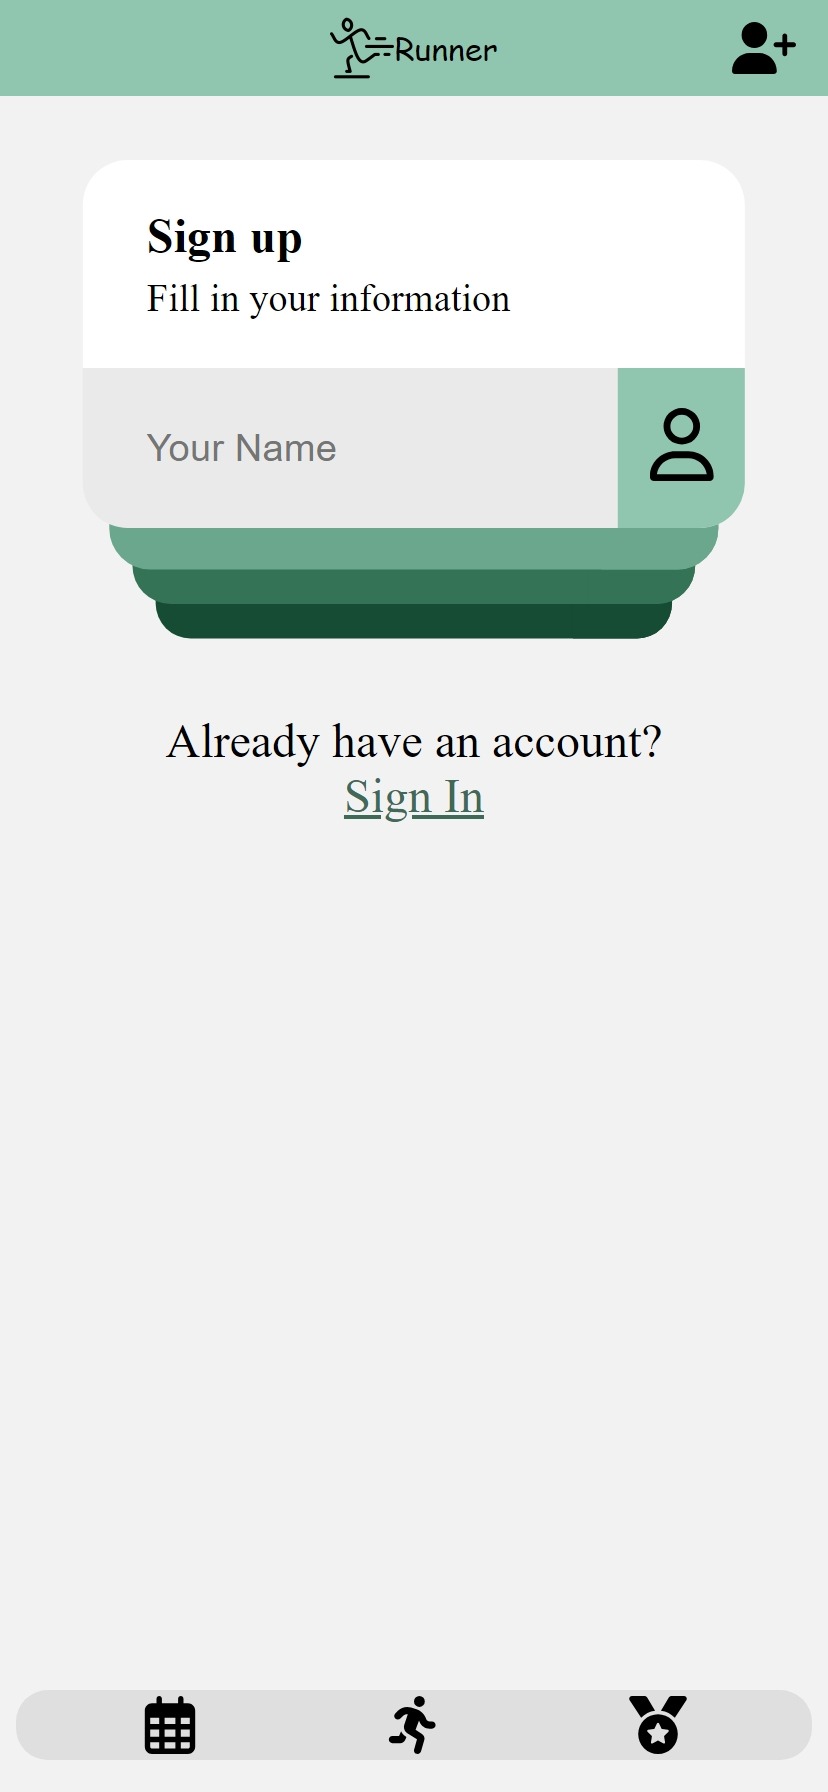 Runner
Sign up
Fill in your information
Your Name
Already have an account?
Sign In